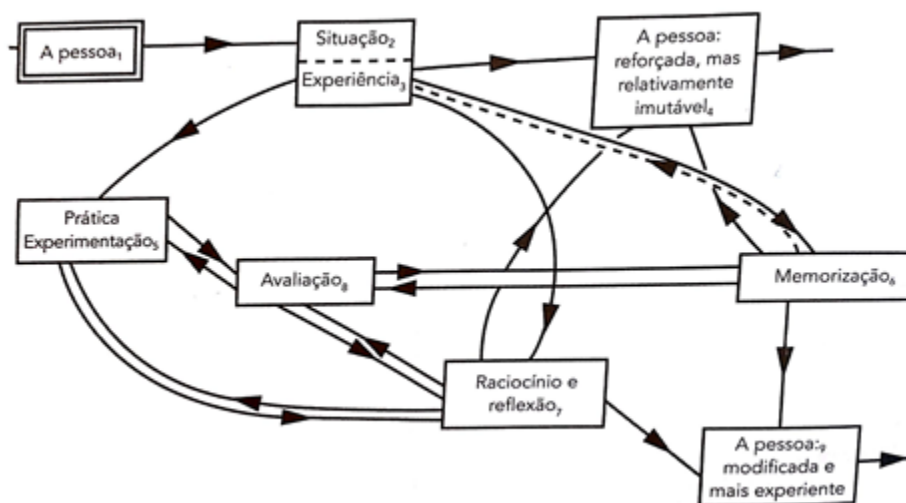 A pessoa₁
Situação₂
Experiência₃
A pessoa:
reforçada, mas
relativamente
imutável₄
Prática
Experimentação₅
Avaliação₈
Memorização₆
Raciocínio e
reflexão₇
A pessoa:₉
modificada e
mais experiente